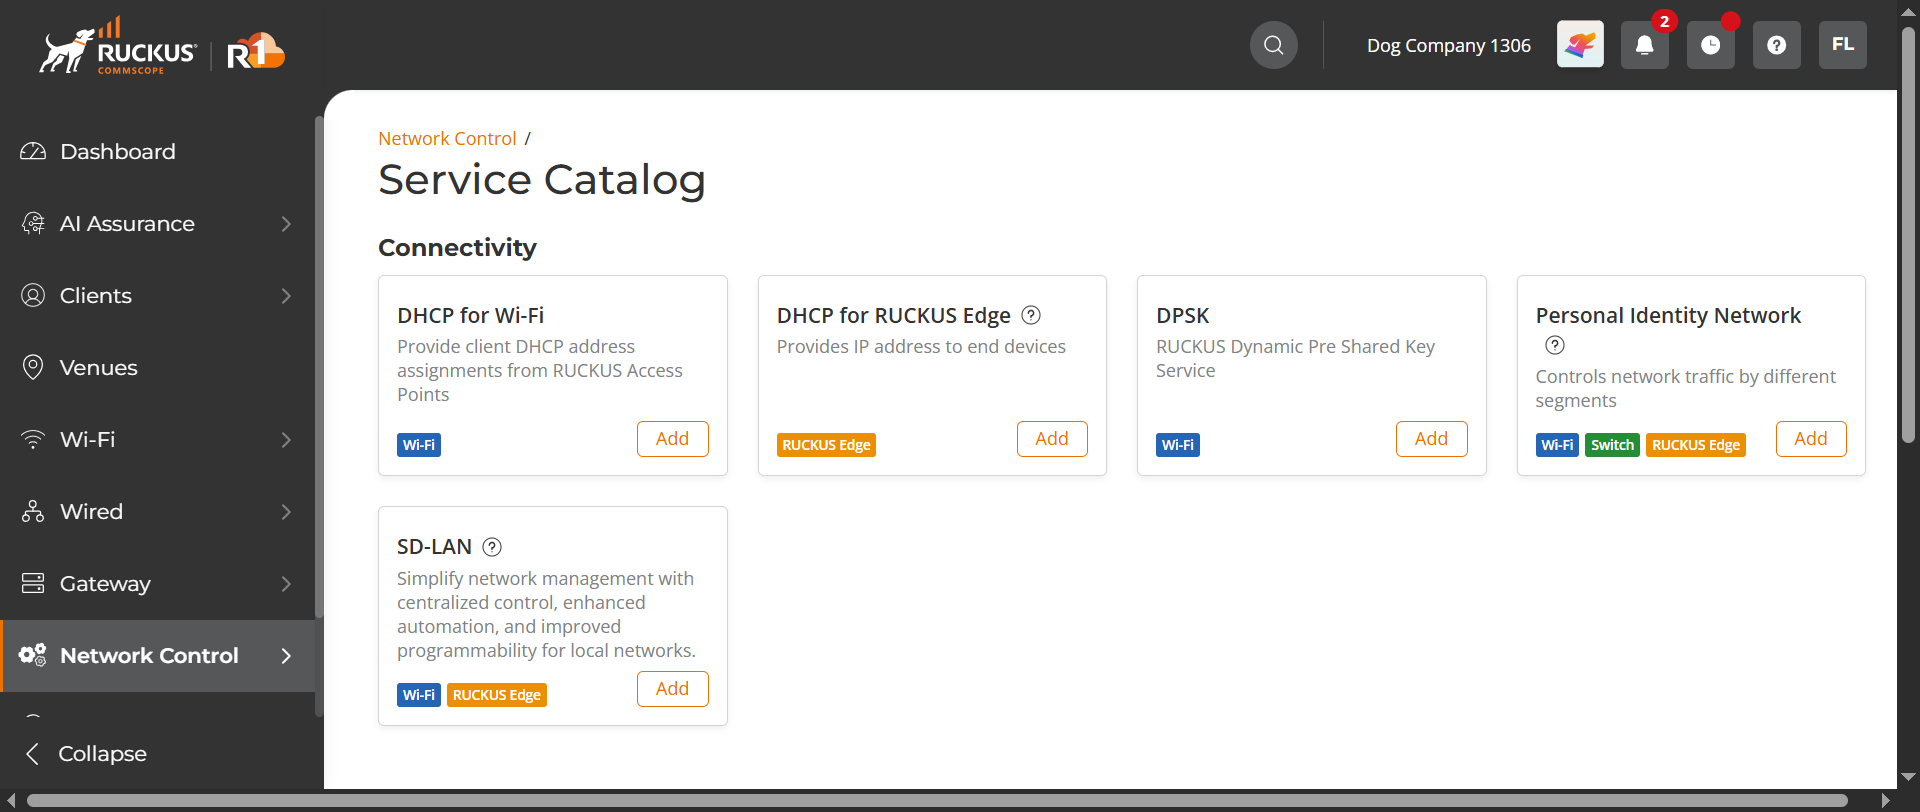 RUCKUS
COMMSCOPE
R1
Dog Company 1306
2
FL
Dashboard
AI Assurance
Clients
Venues
Wi-Fi
Wired
Gateway
Network Control
Collapse
Network Control /
Service Catalog
Connectivity
DHCP for Wi-Fi
Provide client DHCP address
assignments from RUCKUS Access
Points
Wi-Fi
Add
DHCP for RUCKUS Edge
Provides IP address to end devices
RUCKUS Edge
Add
DPSK
RUCKUS Dynamic Pre Shared Key
Service
Wi-Fi
Add
Personal Identity Network
Controls network traffic by different
segments
Wi-Fi Switch RUCKUS Edge
Add
SD-LAN
Simplify network management with
centralized control, enhanced
automation, and improved
programmability for local networks.
Wi-Fi RUCKUS Edge
Add